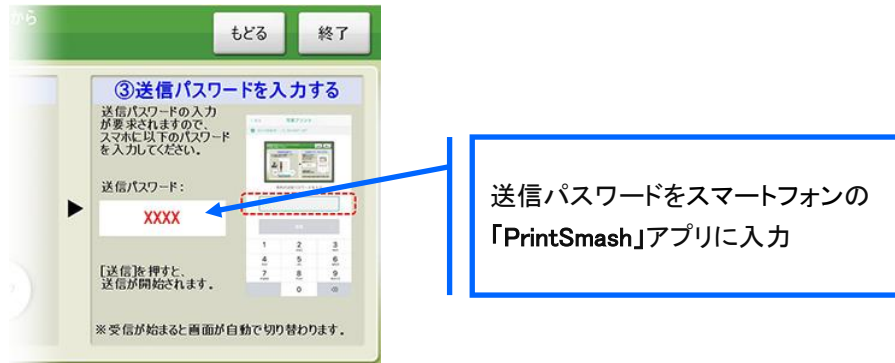 から
もどる
終了
③送信パスワードを入力する
送信パスワードの入力
が要求されますので、
スマホに以下のパスワード
を入力してください。
送信パスワード：
XXXX
[送信]を押すと、
送信が開始されます。
※受信が始まると画面が自動で切り替わります。
1 2 3
4 5 6
7 8 9
0
送信パスワードをスマートフォンの
「PrintSmash」アプリに入力